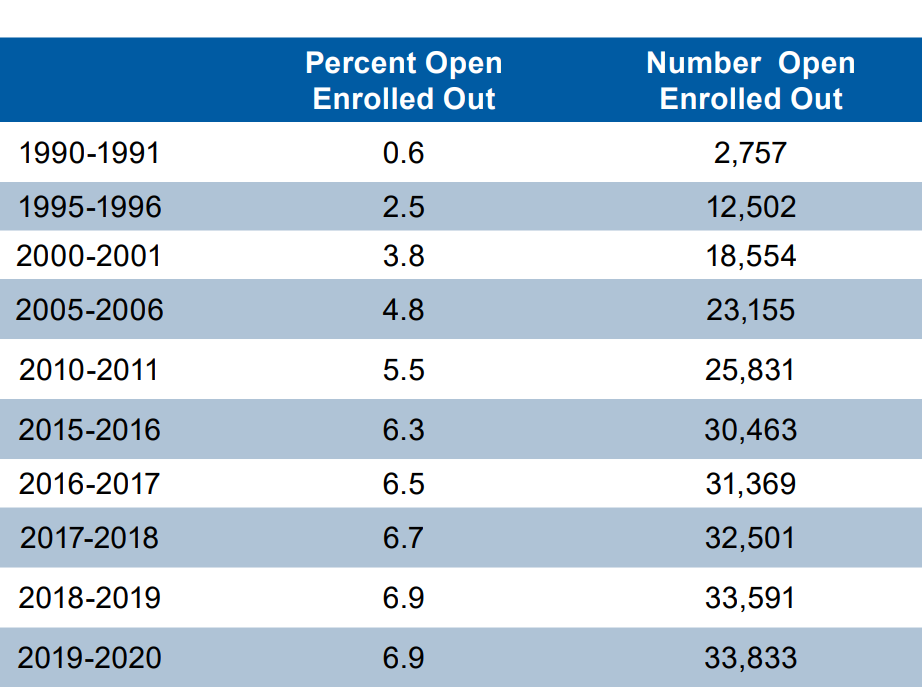 Percent Open Enrolled Out Number  Open Enrolled Out
1990-1991 0.6 2,757
1995-1996 2.5 12,502
2000-2001 3.8 18,554
2005-2006 4.8 23,155
2010-2011 5.5 25,831
2015-2016 6.3 30,463
2016-2017 6.5 31,369
2017-2018 6.7 32,501
2018-2019 6.9 33,591
2019-2020 6.9 33,833